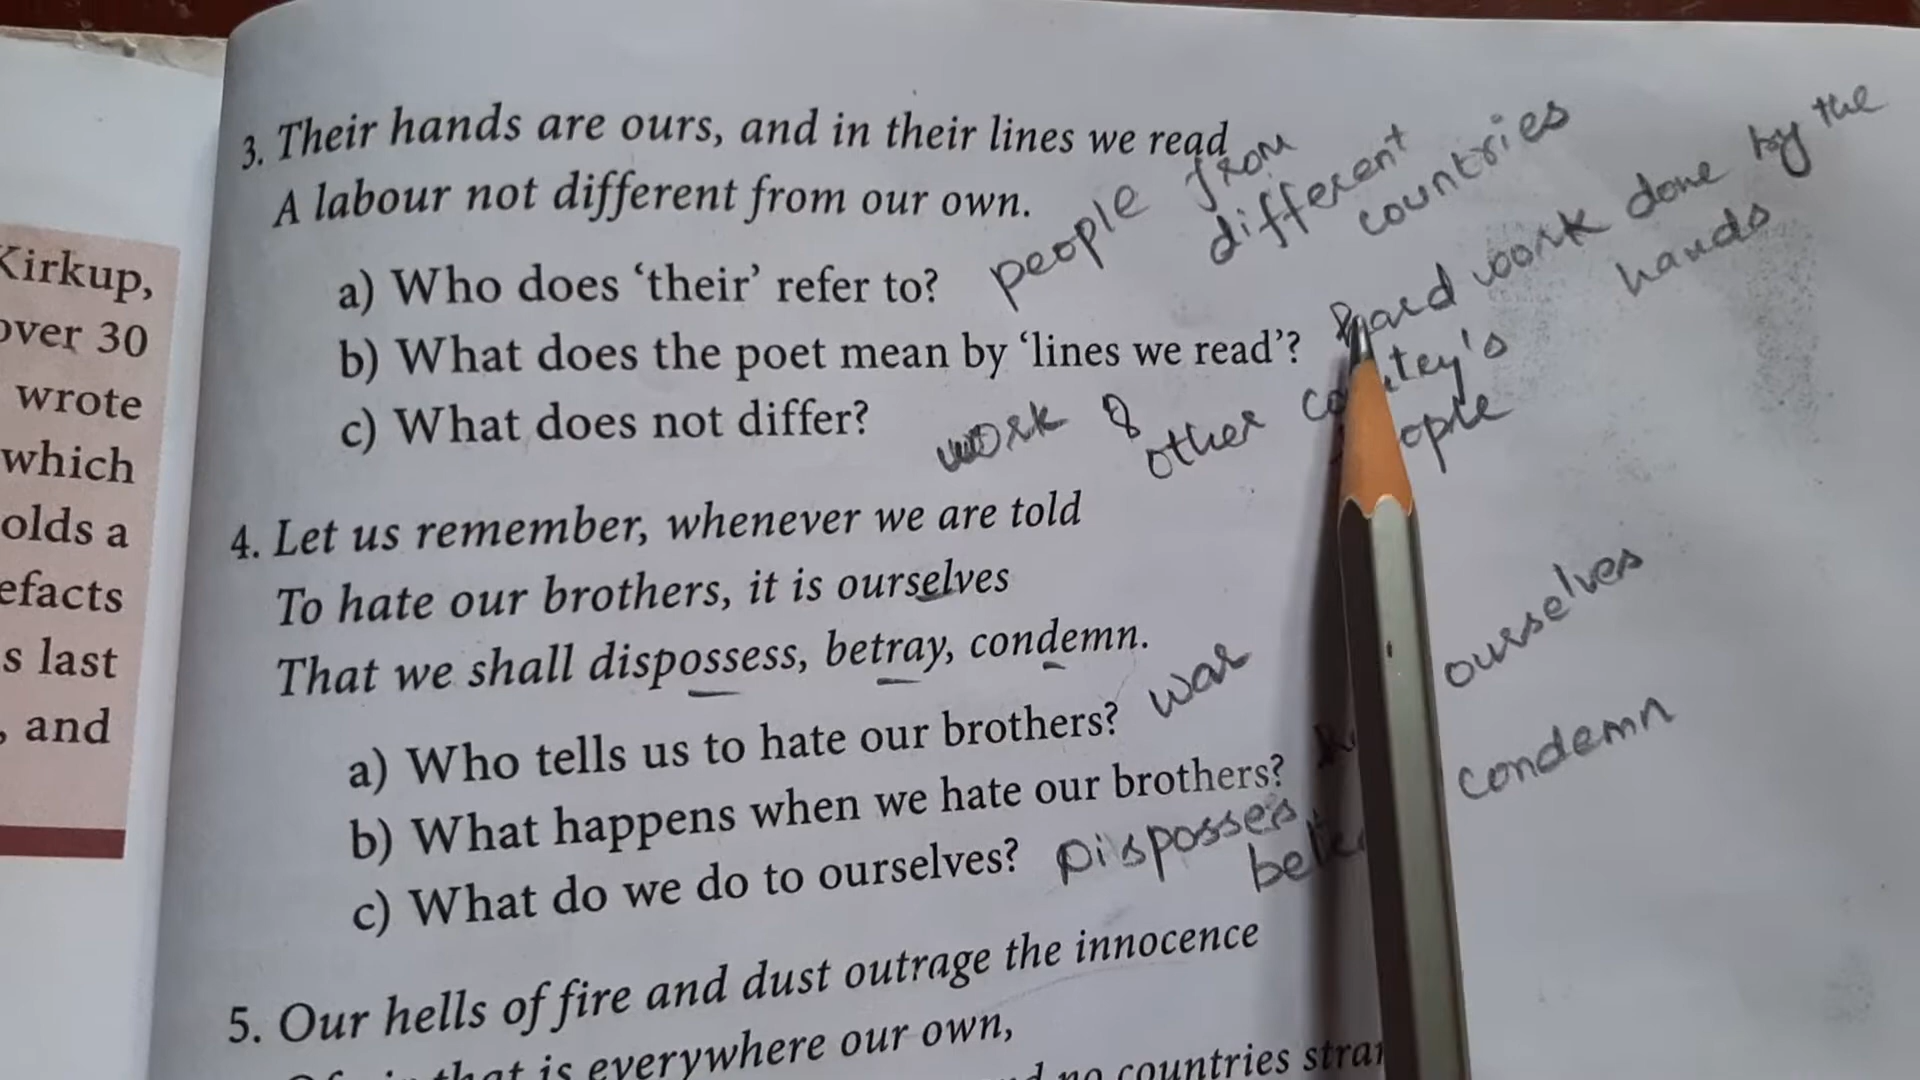 Kirkup,
over 30
wrote
which
olds a
efacts
s last
, and
3. Their hands are ours, and in their lines we read
A labour not different from our own.
a) Who does ‘their’ refer to? people from different countries
b) What does the poet mean by ‘lines we read’? hard work done by the hands
c) What does not differ? work other people
4. Let us remember, whenever we are told
To hate our brothers, it is ourselves
That we shall dispossess, betray, condemn.
a) Who tells us to hate our brothers? war
b) What happens when we hate our brothers? ourselves
c) What do we do to ourselves? Dispossess condemn
5. Our hells of fire and dust outrage the innocence
that is everywhere our own,
no countries